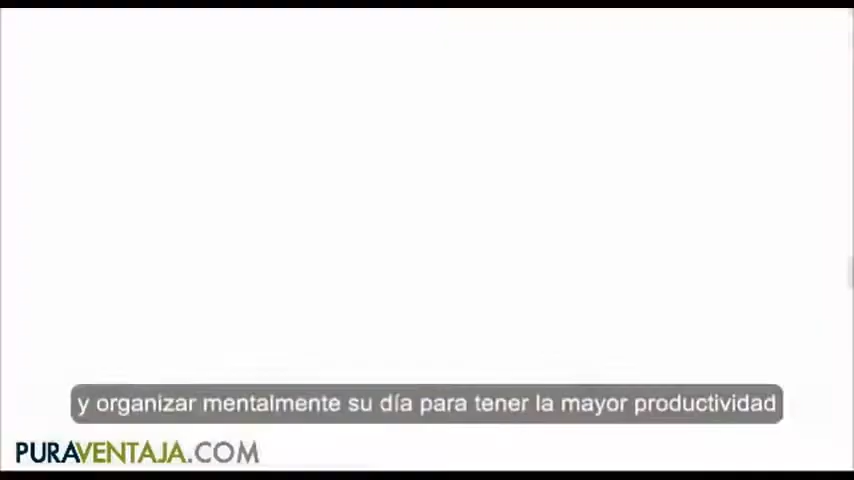 y organizar mentalmente su día para tener la mayor productividad
PURAVENTAJA.COM